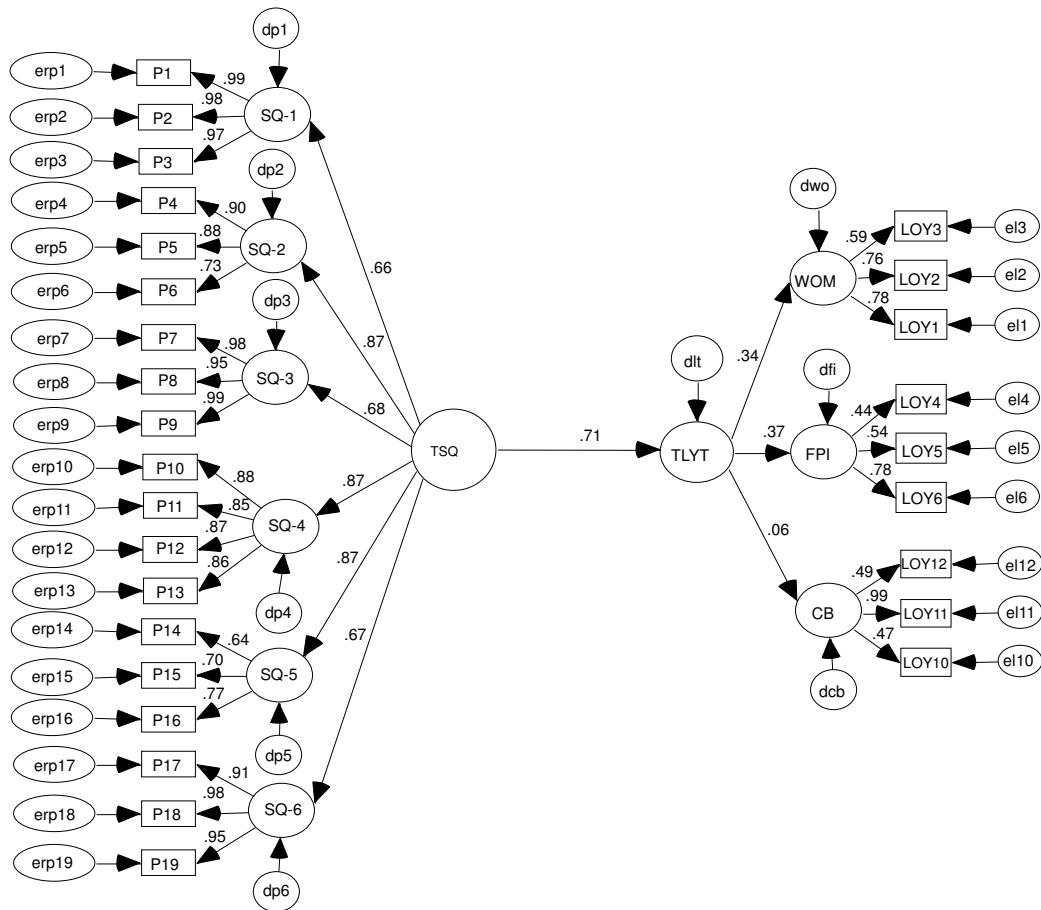 dp1
erp1 P1 .99
erp2 P2 .98 SQ-1
erp3 P3 .97
dp2
erp4 P4 .90
erp5 P5 .88 SQ-2
erp6 P6 .73
dp3
erp7 P7 .98
erp8 P8 .95 SQ-3
erp9 P9 .99
erp10 P10 .88
erp11 P11 .85
SQ-4
erp12 P12 .87
erp13 P13 .86
dp4
erp14 P14 .64
erp15 P15 .70 SQ-5
erp16 P16 .77
dp5
erp17 P17 .91
erp18 P18 .98 SQ-6
erp19 P19 .95
dp6
.66
.87
.68
TSQ
.87
.87
.67
.71
dlt
TLYT
.34
.37
.06
dwo
.59 LOY3 el3
WOM .76 LOY2 el2
.78 LOY1 el1
dfi
.44 LOY4 el4
FPI .54 LOY5 el5
.78 LOY6 el6
.49 LOY12 el12
CB .99 LOY11 el11
.47 LOY10 el10
dcb